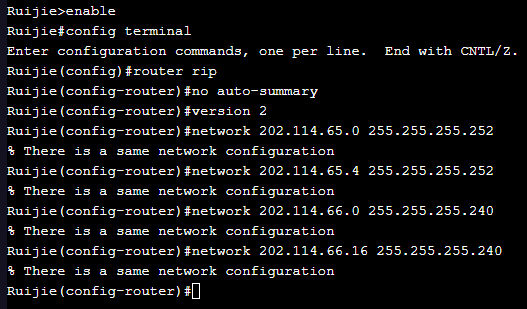 Ruijie>enable
Ruijie#config terminal
Enter configuration commands, one per line.  End with CNTL/Z.
Ruijie(config)#router rip
Ruijie(config-router)#no auto-summary
Ruijie(config-router)#version 2
Ruijie(config-router)#network 202.114.65.0 255.255.255.252
% There is a same network configuration
Ruijie(config-router)#network 202.114.65.4 255.255.255.252
% There is a same network configuration
Ruijie(config-router)#network 202.114.66.0 255.255.255.240
% There is a same network configuration
Ruijie(config-router)#network 202.114.66.16 255.255.255.240
% There is a same network configuration
Ruijie(config-router)#